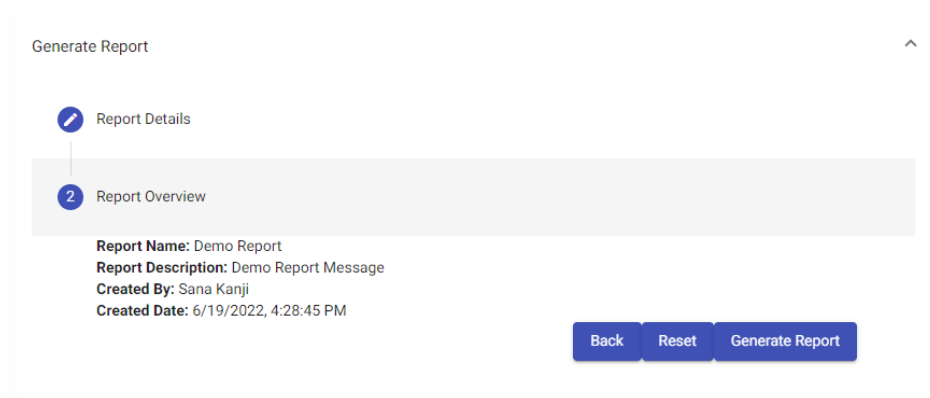 Generate Report
Report Details
2 Report Overview
Report Name: Demo Report
Report Description: Demo Report Message
Created By: Sana Kanji
Created Date: 6/19/2022, 4:28:45 PM
Back Reset Generate Report